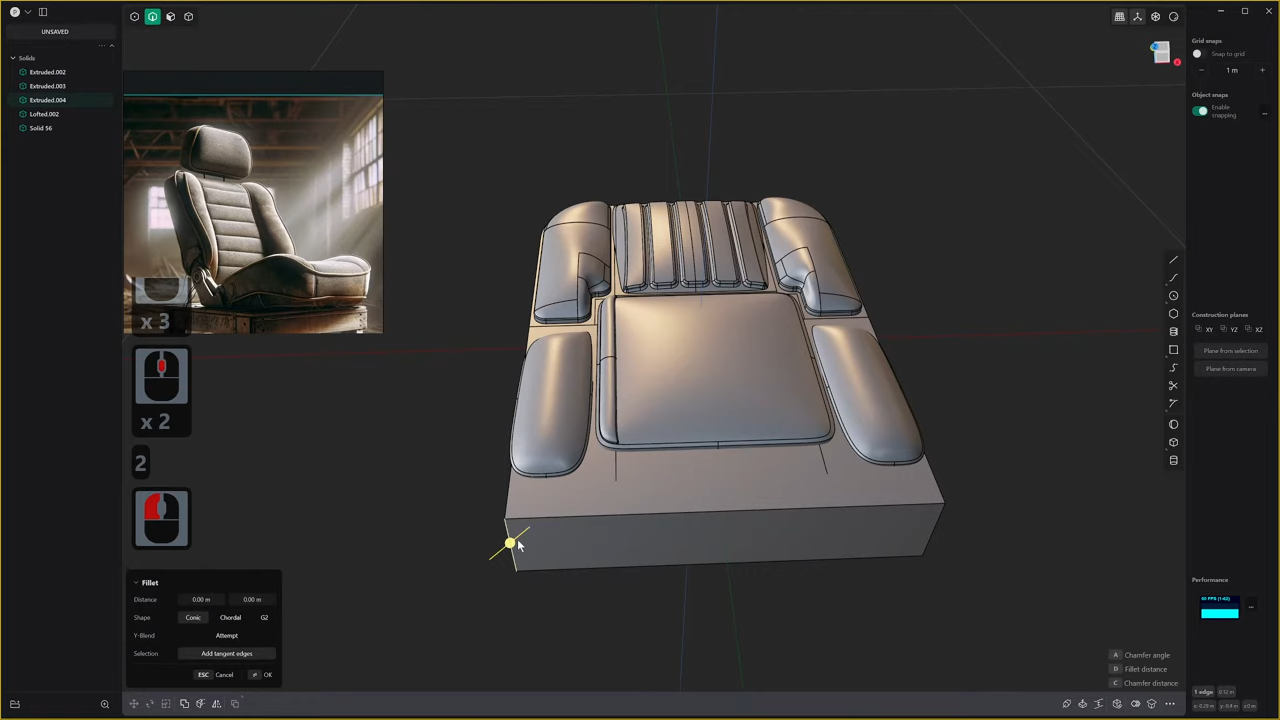 UNSAVED
Solids
Extruded.002
Extruded.003
Extruded.004
Lofted.002
Solid 56
x 3
x 2
2
Fillet
Distance 0.00 m 0.00 m
Shape Conic Chordal G2
Y-Blend Attempt
Selection Add tangent edges
ESC Cancel OK
Grid snaps
Snap to grid
1 m
Object snaps
Enable
snapping
Construction planes
XY YZ XZ
Plane from selection
Plane from camera
Performance
A Chamfer angle
D Fillet distance
C Chamfer distance
1 edge 0.12 m